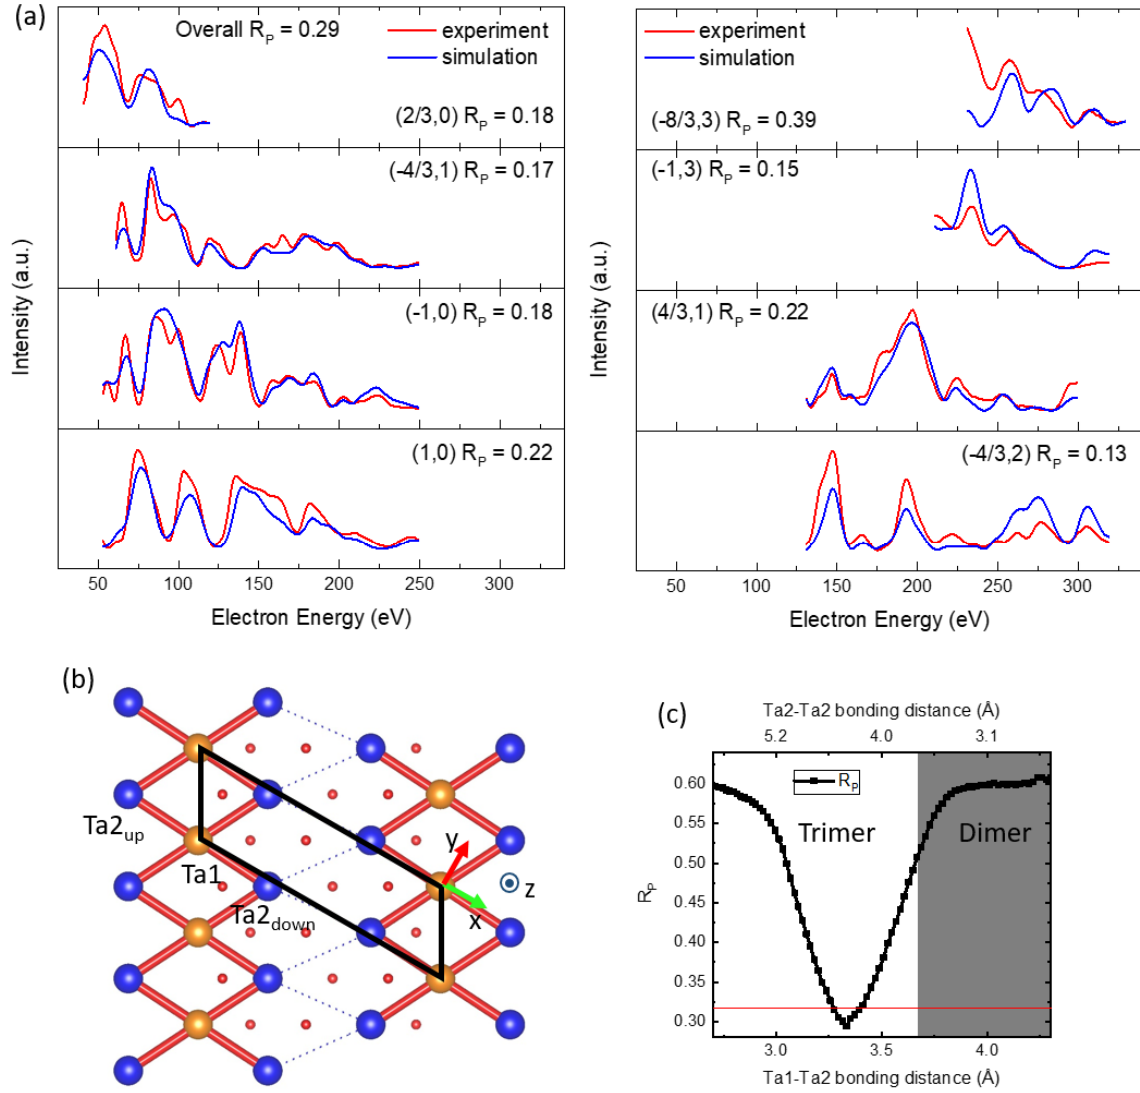 (a)
Overall R_P = 0.29
experiment
simulation
(2/3,0) R_P = 0.18
(-4/3,1) R_P = 0.17
(-1,0) R_P = 0.18
(1,0) R_P = 0.22
Intensity (a.u.)
50 100 150 200 250 300
Electron Energy (eV)
experiment
simulation
(-8/3,3) R_P = 0.39
(-1,3) R_P = 0.15
(4/3,1) R_P = 0.22
(-4/3,2) R_P = 0.13
Intensity (a.u.)
50 100 150 200 250 300
Electron Energy (eV)
(b)
Ta2up
Ta1
Ta2down
y
x
z
(c)
Ta2-Ta2 bonding distance (Å)
5.2 4.0 3.1
R_P
Trimer Dimer
R_P
0.60
0.55
0.50
0.45
0.40
0.35
0.30
3.0 3.5 4.0
Ta1-Ta2 bonding distance (Å)